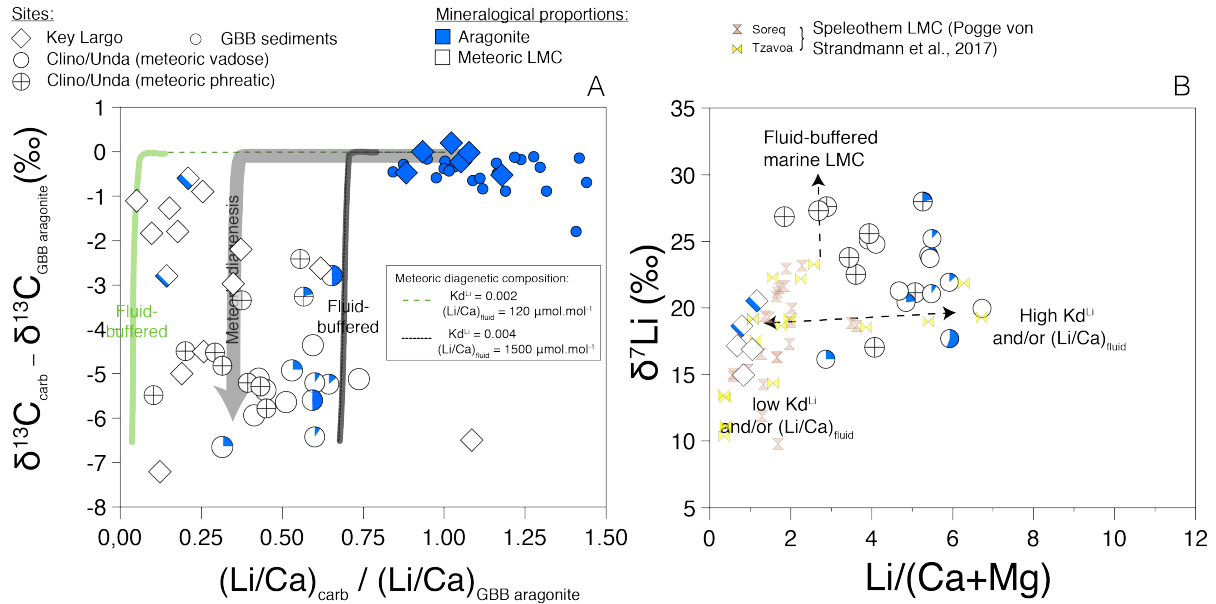 Sites:
Key Largo
GBB sediments
Clino/Unda (meteoric vadose)
Clino/Unda (meteoric phreatic)
Mineralogical proportions:
Aragonite
Meteoric LMC
Soreq
Tzavoa
Speleothem LMC (Pogge von
Strandmann et al., 2017)
A
1
0
-1
-2
-3
-4
-5
-6
-7
-8
δ13Ccarb – δ13CGBB aragonite (‰)
Fluid-
buffered
Meteoric diagenesis
Fluid-
buffered
Meteoric diagenetic composition:
KdLi = 0.002
(Li/Ca)fluid = 120 µmol.mol-1
KdLi = 0.004
(Li/Ca)fluid = 1500 µmol.mol-1
0,00 0.25 0.50 0.75 1.00 1.25 1.50
(Li/Ca)carb / (Li/Ca)GBB aragonite
B
35
30
25
20
15
10
5
δ7Li (‰)
Fluid-buffered
marine LMC
High KdLi
and/or (Li/Ca)fluid
low KdLi
and/or (Li/Ca)fluid
0 2 4 6 8 10 12
Li/(Ca+Mg)